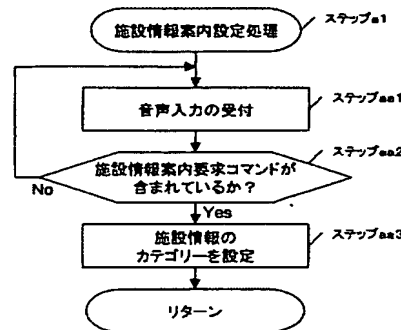 施設情報案内設定処理
ステップa1
音声入力の受付
ステップaa1
施設情報案内要求コマンドが
含まれているか?
ステップaa2
No
Yes
施設情報の
カテゴリーを設定
ステップaa3
リターン